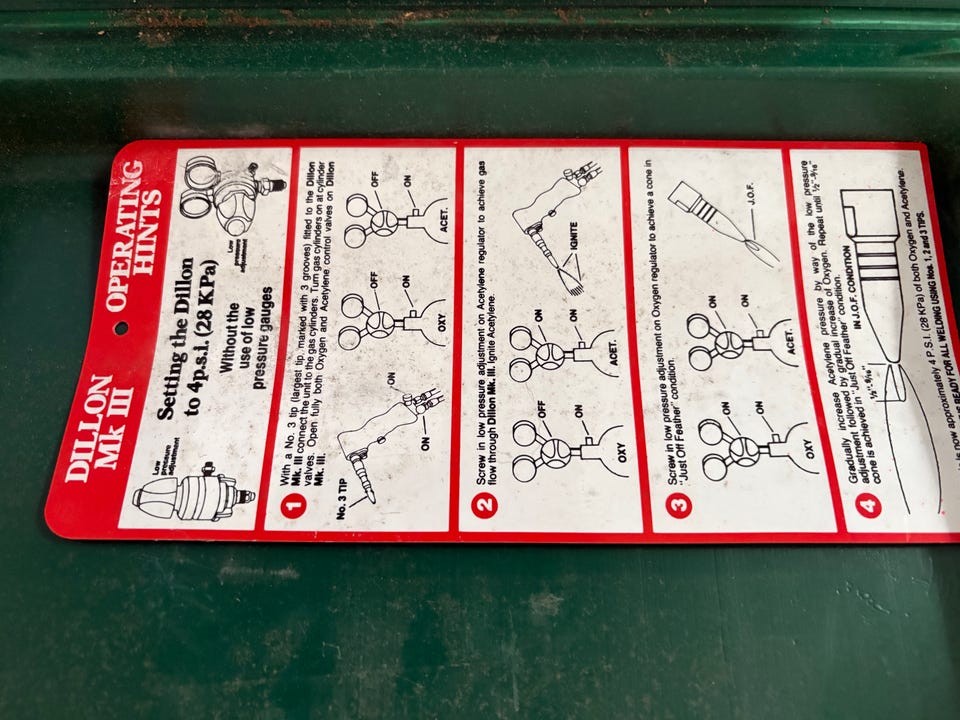 DILLON
Mk III
OPERATING
HINTS
Low
pressure
adjustment
Setting the Dillon
to 4p.s.i. (28 KPa)
Without the
use of low
pressure gauges
Low
pressure
adjustment
1
With a No. 3 tip (largest tip, marked with 3 grooves) fitted to the Dillon
Mk. III connect the unit to the gas cylinders. Turn gas cylinders on at cylinder
valves. Open fully both Oxygen and Acetylene control valves on Dillon
Mk. III.
No. 3 TIP
ON
ON
OFF
ON
OXY
OFF
ON
ACET.
2
Screw in low pressure adjustment on Acetylene regulator to achieve gas
flow through Dillon Mk. III. Ignite Acetylene.
OFF
ON
OXY
ON
ON
ACET.
IGNITE
3
Screw in low pressure adjustment on Oxygen regulator to achieve a cone in
"Just Off Feather" condition.
ON
ON
OXY
ON
ON
ACET.
J.O.F.
4
Gradually increase Acetylene pressure by way of the low pressure
adjustment followed by gradual increase of Oxygen. Repeat until ½"-9/16"
cone is achieved in "Just Off Feather" condition.
½"-9/16"
IN J.O.F. CONDITION
is now approximately 4 P.S.I. (28 KPa) of both Oxygen and Acetylene.
BE READY FOR ALL WELDING USING Nos. 1, 2 and 3 TIPS.